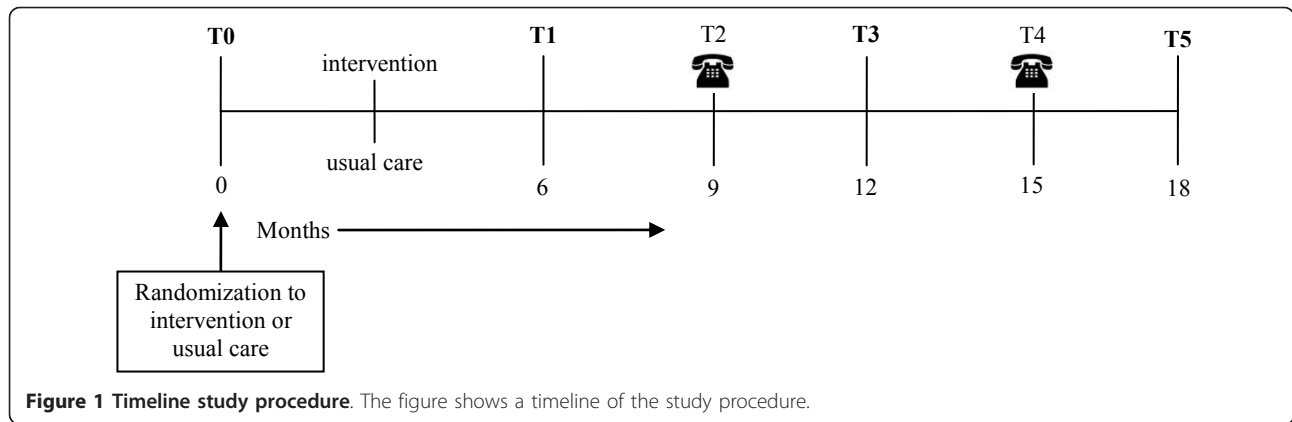 T0 T1 T2 T3 T4 T5
intervention
usual care
0 6 9 12 15 18
Months
Randomization to
intervention or
usual care
Figure 1 Timeline study procedure. The figure shows a timeline of the study procedure.